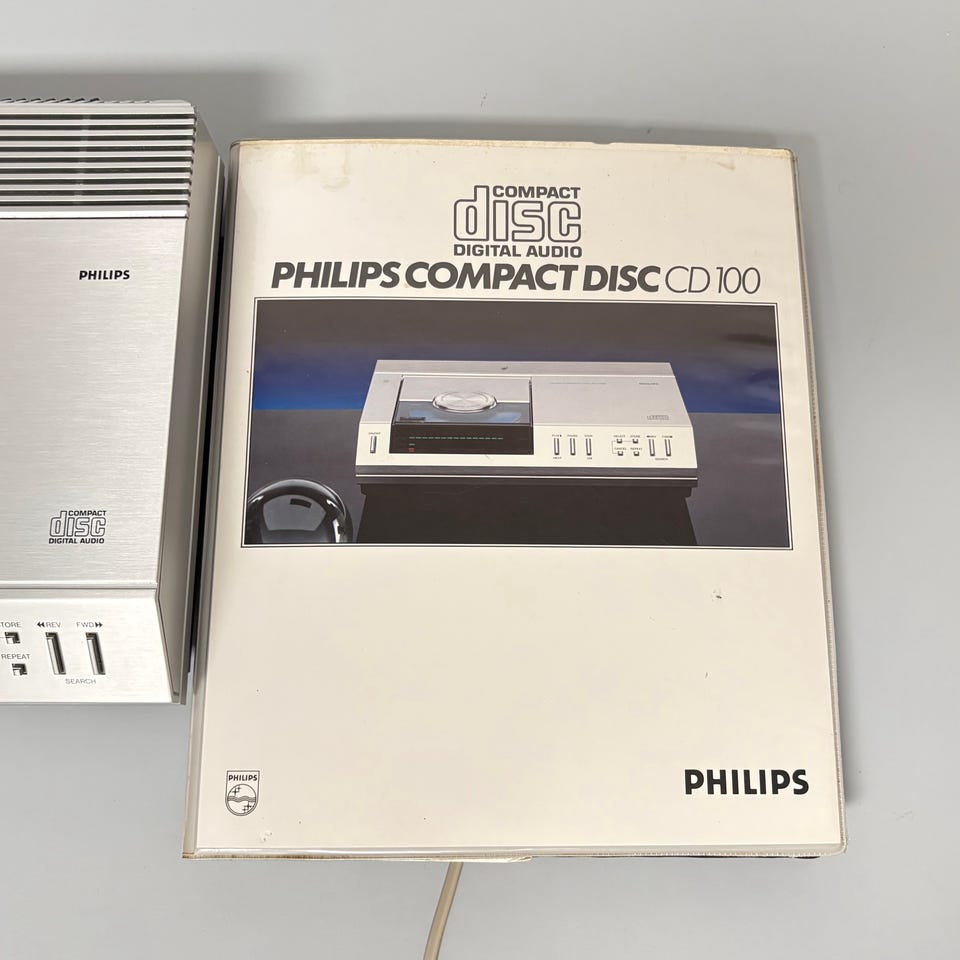 PHILIPS
COMPACT
disc
DIGITAL AUDIO
STORE
REV
FWD
REPEAT
SEARCH
COMPACT
disc
DIGITAL AUDIO
PHILIPS COMPACT DISC CD 100
PHILIPS
PHILIPS